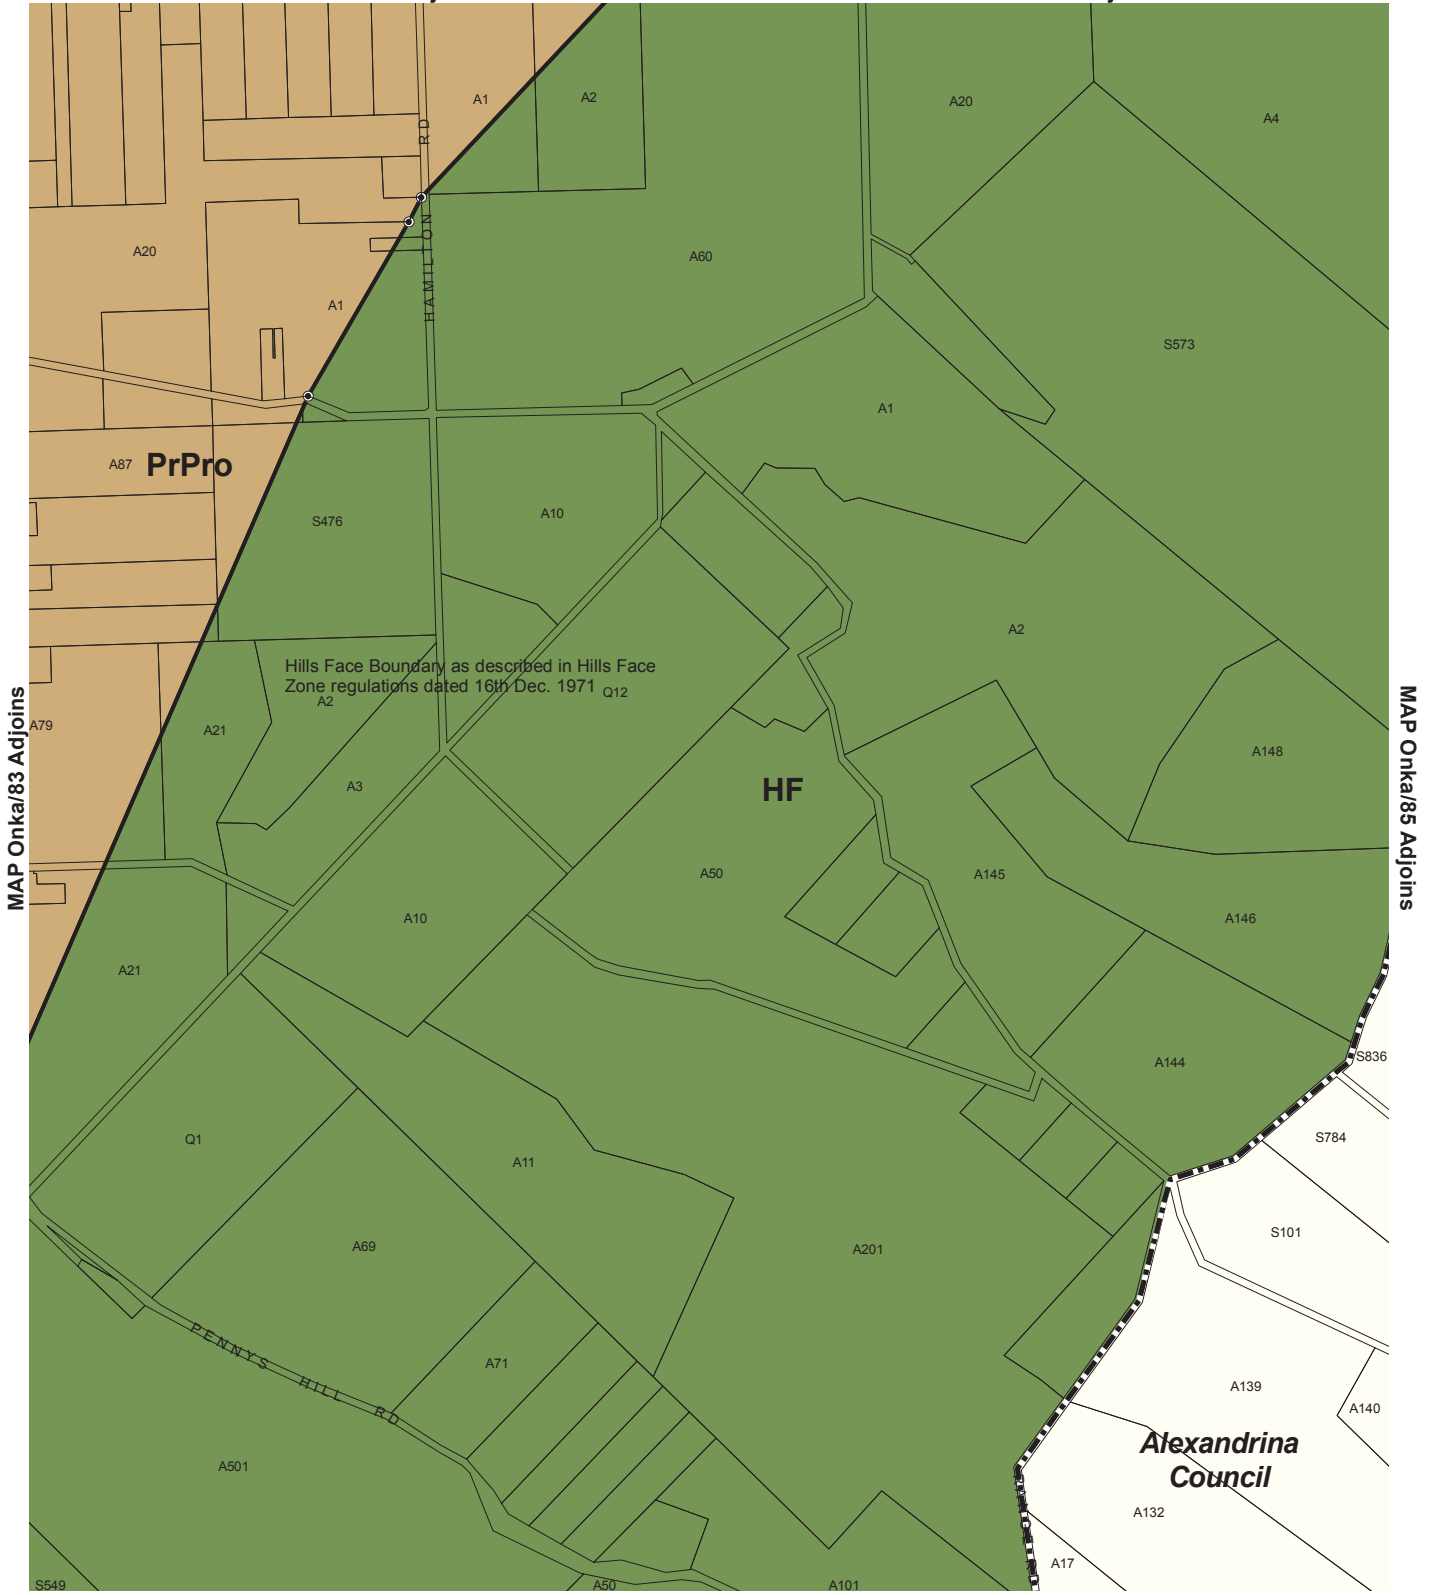 A1
A2
A20
A4
RD
HAMILTON
A20
A60
A1
S573
A1
A87
PrPro
S476
A10
A2
Hills Face Boundary as described in Hills Face
Zone regulations dated 16th Dec. 1971
Q12
A2
A79
A21
A148
MAP Onka/83 Adjoins
MAP Onka/85 Adjoins
A3
HF
A50
A145
A10
A146
A21
S836
A144
S784
Q1
A11
S101
A69
A201
PENNYS HILL RD
A71
A139
A140
Alexandrina
Council
A501
A132
A17
S549
A50
A101